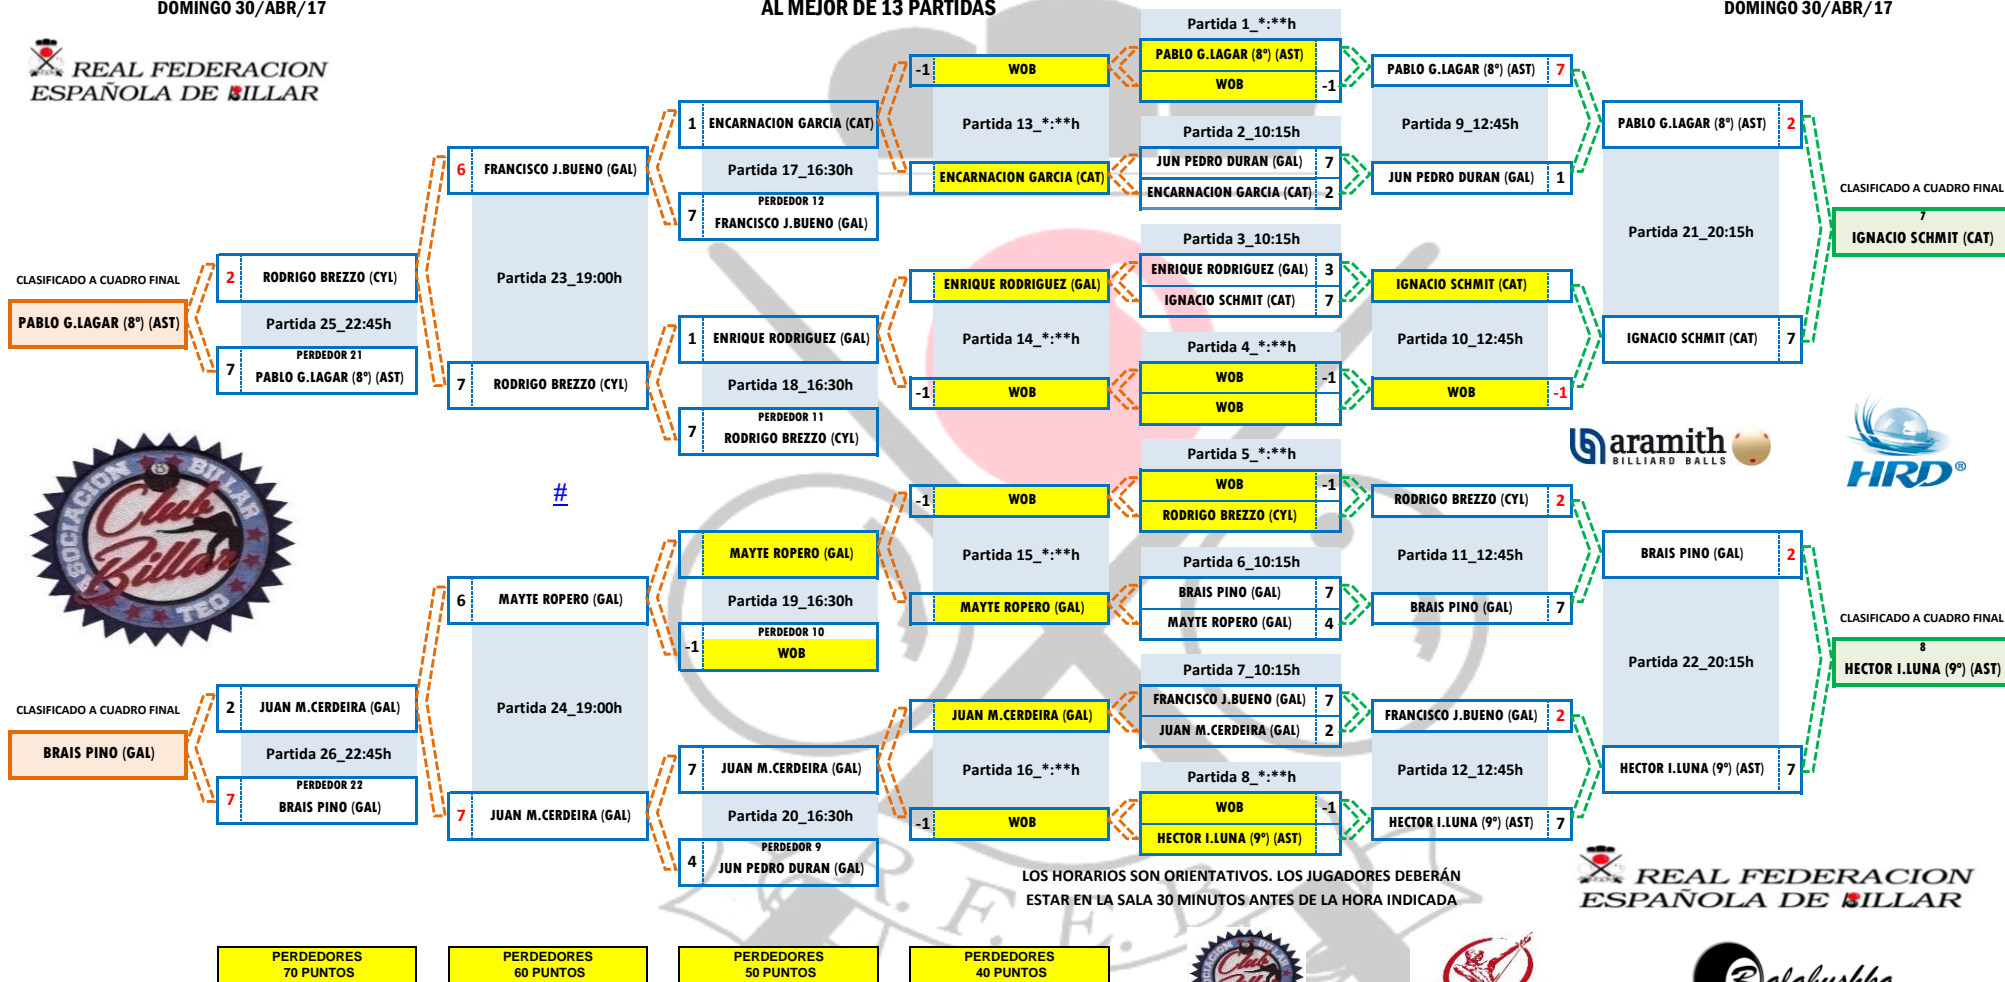 DOMINGO 30/ABR/17
AL MEJOR DE 13 PARTIDAS
DOMINGO 30/ABR/17
REAL FEDERACION
ESPAÑOLA DE BILLAR
CLASIFICADO A CUADRO FINAL
PABLO G.LAGAR (8º) (AST)
CLASIFICADO A CUADRO FINAL
BRAIS PINO (GAL)
ASOCIACION BILLAR
Club
Billar
TEO
2 RODRIGO BREZZO (CYL)
Partida 25_22:45h
PERDEDOR 21
7 PABLO G.LAGAR (8º) (AST)
2 JUAN M.CERDEIRA (GAL)
Partida 26_22:45h
PERDEDOR 22
7 BRAIS PINO (GAL)
6 FRANCISCO J.BUENO (GAL)
Partida 23_19:00h
7 RODRIGO BREZZO (CYL)
#
6 MAYTE ROPERO (GAL)
Partida 24_19:00h
7 JUAN M.CERDEIRA (GAL)
1 ENCARNACION GARCIA (CAT)
Partida 17_16:30h
PERDEDOR 12
7 FRANCISCO J.BUENO (GAL)
1 ENRIQUE RODRIGUEZ (GAL)
Partida 18_16:30h
PERDEDOR 11
7 RODRIGO BREZZO (CYL)
MAYTE ROPERO (GAL)
Partida 19_16:30h
PERDEDOR 10
-1 WOB
7 JUAN M.CERDEIRA (GAL)
Partida 20_16:30h
PERDEDOR 9
4 JUN PEDRO DURAN (GAL)
-1 WOB
Partida 13_*:**h
ENCARNACION GARCIA (CAT)
ENRIQUE RODRIGUEZ (GAL)
Partida 14_*:**h
-1 WOB
-1 WOB
Partida 15_*:**h
MAYTE ROPERO (GAL)
JUAN M.CERDEIRA (GAL)
Partida 16_*:**h
-1 WOB
Partida 1_*:**h
PABLO G.LAGAR (8º) (AST)
WOB -1
Partida 2_10:15h
JUN PEDRO DURAN (GAL) 7
ENCARNACION GARCIA (CAT) 2
Partida 3_10:15h
ENRIQUE RODRIGUEZ (GAL) 3
IGNACIO SCHMIT (CAT) 7
Partida 4_*:**h
WOB -1
WOB
Partida 5_*:**h
WOB -1
RODRIGO BREZZO (CYL)
Partida 6_10:15h
BRAIS PINO (GAL) 7
MAYTE ROPERO (GAL) 4
Partida 7_10:15h
FRANCISCO J.BUENO (GAL) 7
JUAN M.CERDEIRA (GAL) 2
Partida 8_*:**h
WOB -1
HECTOR I.LUNA (9º) (AST)
PABLO G.LAGAR (8º) (AST) 7
Partida 9_12:45h
JUN PEDRO DURAN (GAL) 1
IGNACIO SCHMIT (CAT)
Partida 10_12:45h
WOB -1
RODRIGO BREZZO (CYL) 2
Partida 11_12:45h
BRAIS PINO (GAL) 7
FRANCISCO J.BUENO (GAL) 2
Partida 12_12:45h
HECTOR I.LUNA (9º) (AST) 7
PABLO G.LAGAR (8º) (AST) 2
Partida 21_20:15h
IGNACIO SCHMIT (CAT) 7
aramith
BILLIARD BALLS
HRD®
BRAIS PINO (GAL) 2
Partida 22_20:15h
HECTOR I.LUNA (9º) (AST) 7
CLASIFICADO A CUADRO FINAL
7
IGNACIO SCHMIT (CAT)
CLASIFICADO A CUADRO FINAL
8
HECTOR I.LUNA (9º) (AST)
LOS HORARIOS SON ORIENTATIVOS. LOS JUGADORES DEBERÁN
ESTAR EN LA SALA 30 MINUTOS ANTES DE LA HORA INDICADA
R.F.E.B.
REAL FEDERACION
ESPAÑOLA DE BILLAR
PERDEDORES
70 PUNTOS
PERDEDORES
60 PUNTOS
PERDEDORES
50 PUNTOS
PERDEDORES
40 PUNTOS
Club
Balabushka